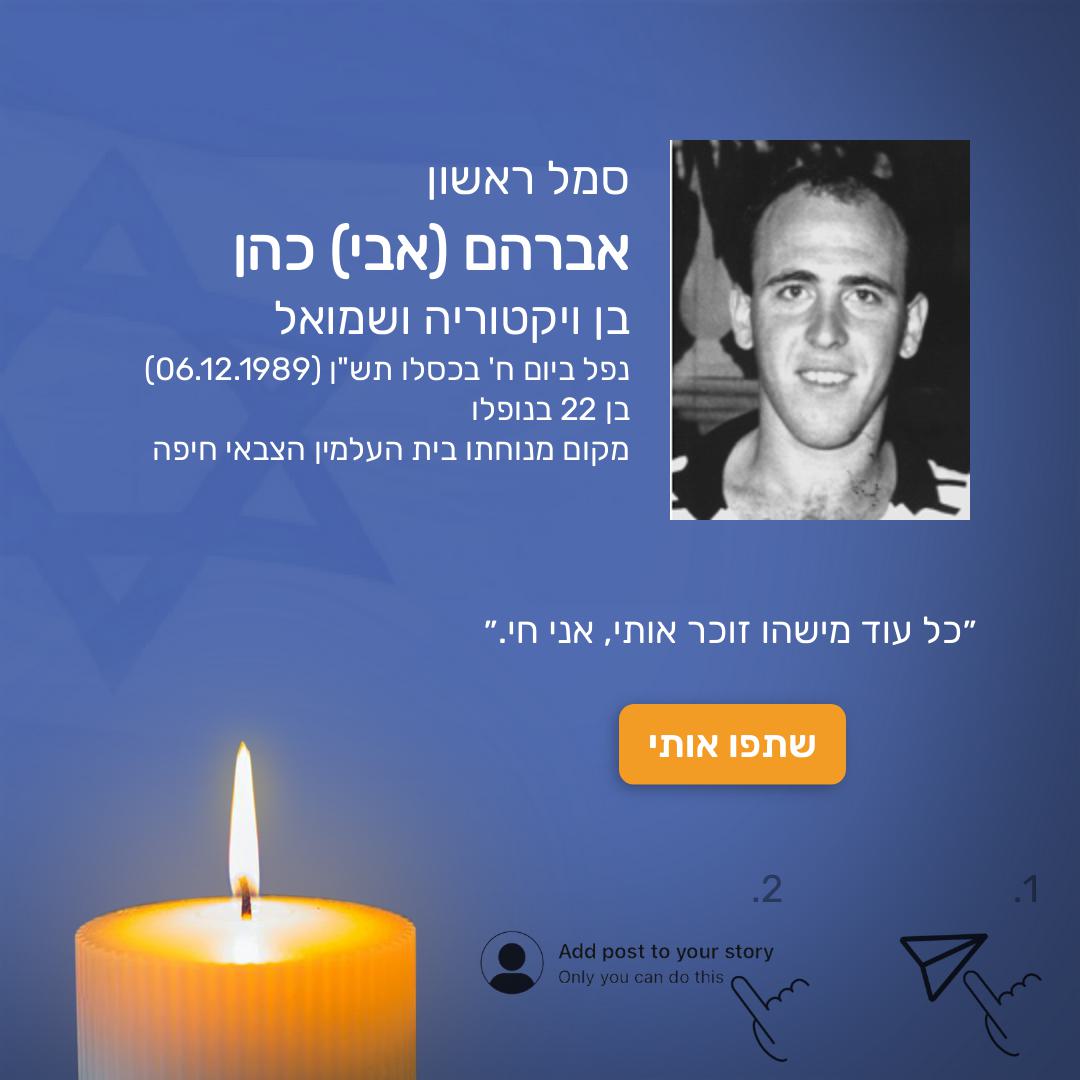 סמל ראשון
אברהם (אבי) כהן
בן ויקטוריה ושמואל
נפל ביום ח' בכסלו תש"ן (06.12.1989)
בן 22 בנופלו
מקום מנוחתו בית העלמין הצבאי חיפה
״כל עוד מישהו זוכר אותי, אני חי.״
שתפו אותי
.1
.2
Add post to your story
Only you can do this